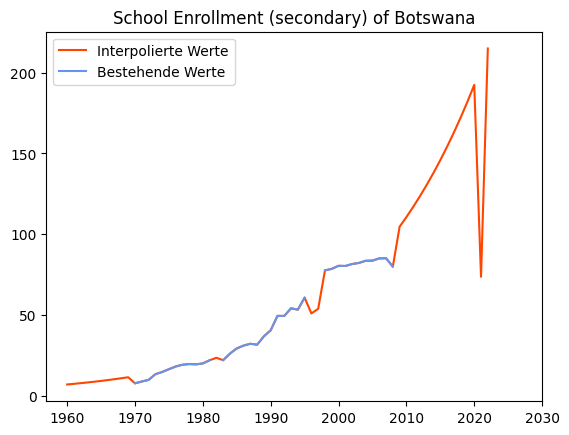 School Enrollment (secondary) of Botswana
Interpolierte Werte
Bestehende Werte
200
150
100
50
0
1960 1970 1980 1990 2000 2010 2020 2030